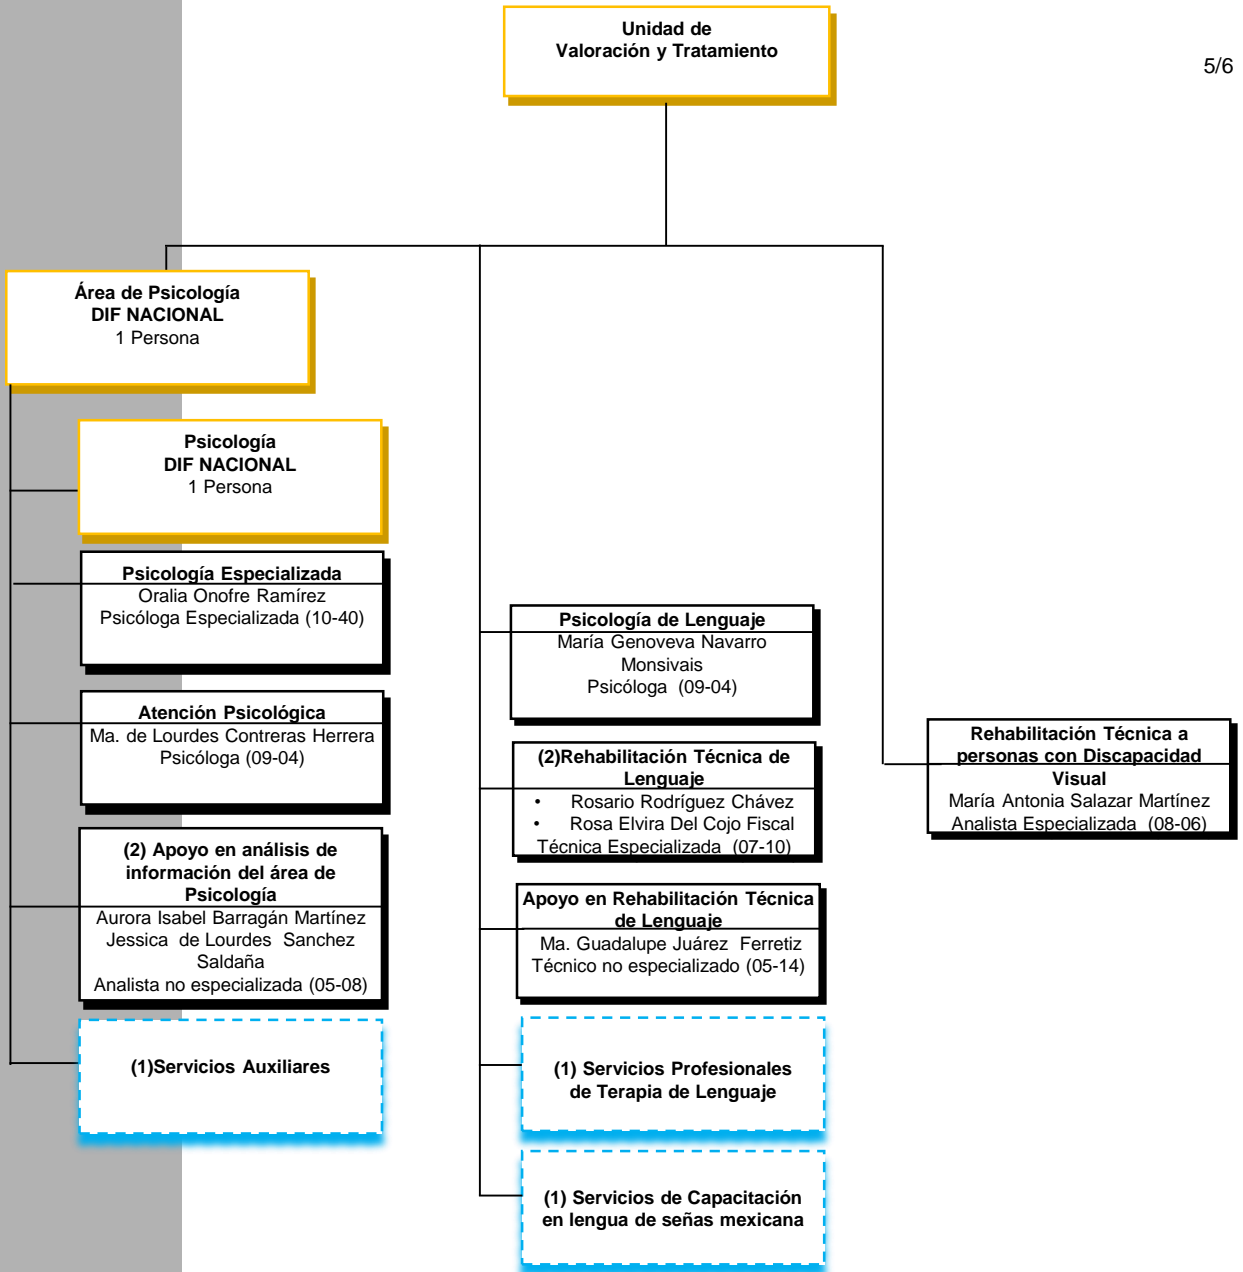 Unidad de
Valoración y Tratamiento
5/6
Área de Psicología
DIF NACIONAL
1 Persona
Psicología
DIF NACIONAL
1 Persona
Psicología Especializada
Oralia Onofre Ramírez
Psicóloga Especializada (10-40)
Atención Psicológica
Ma. de Lourdes Contreras Herrera
Psicóloga (09-04)
(2) Apoyo en análisis de
información del área de
Psicología
Aurora Isabel Barragán Martínez
Jessica de Lourdes Sanchez
Saldaña
Analista no especializada (05-08)
(1)Servicios Auxiliares
Psicología de Lenguaje
María Genoveva Navarro
Monsivais
Psicóloga (09-04)
(2)Rehabilitación Técnica de
Lenguaje
• Rosario Rodríguez Chávez
• Rosa Elvira Del Cojo Fiscal
Técnica Especializada (07-10)
Apoyo en Rehabilitación Técnica
de Lenguaje
Ma. Guadalupe Juárez Ferretiz
Técnico no especializado (05-14)
(1) Servicios Profesionales
de Terapia de Lenguaje
(1) Servicios de Capacitación
en lengua de señas mexicana
Rehabilitación Técnica a
personas con Discapacidad
Visual
María Antonia Salazar Martínez
Analista Especializada (08-06)